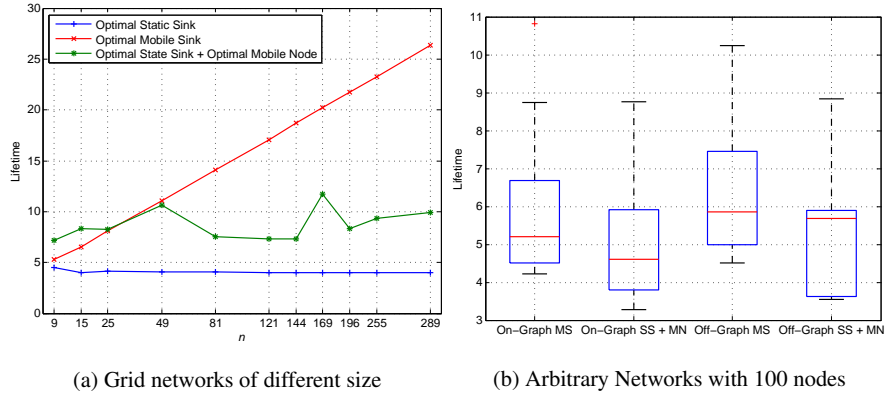 Optimal Static Sink
Optimal Mobile Sink
Optimal State Sink + Optimal Mobile Node
30
25
20
15
10
5
0
Lifetime
9 15 25 49 81 121 144 169 196 255 289
n
(a) Grid networks of different size
11
10
9
8
7
6
5
4
3
Lifetime
On-Graph MS On-Graph SS + MN Off-Graph MS Off-Graph SS + MN
(b) Arbitrary Networks with 100 nodes